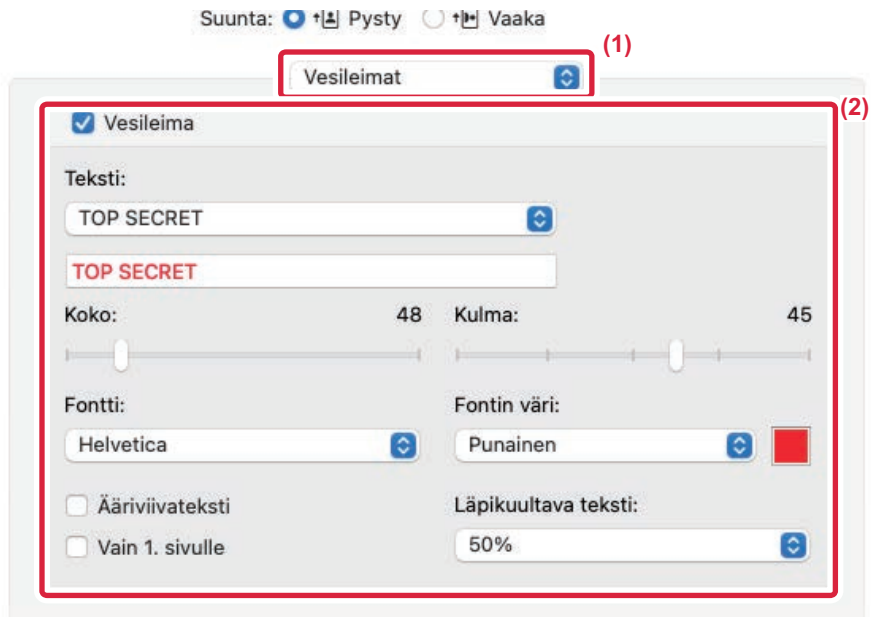 Suunta: Pysty Vaaka
(1)
Vesileimat
(2)
Vesileima
Teksti:
TOP SECRET
TOP SECRET
Koko: 48 Kulma: 45
Fontti: Fontin väri:
Helvetica Punainen
Ääriviivateksti Läpikuultava teksti:
Vain 1. sivulle 50%